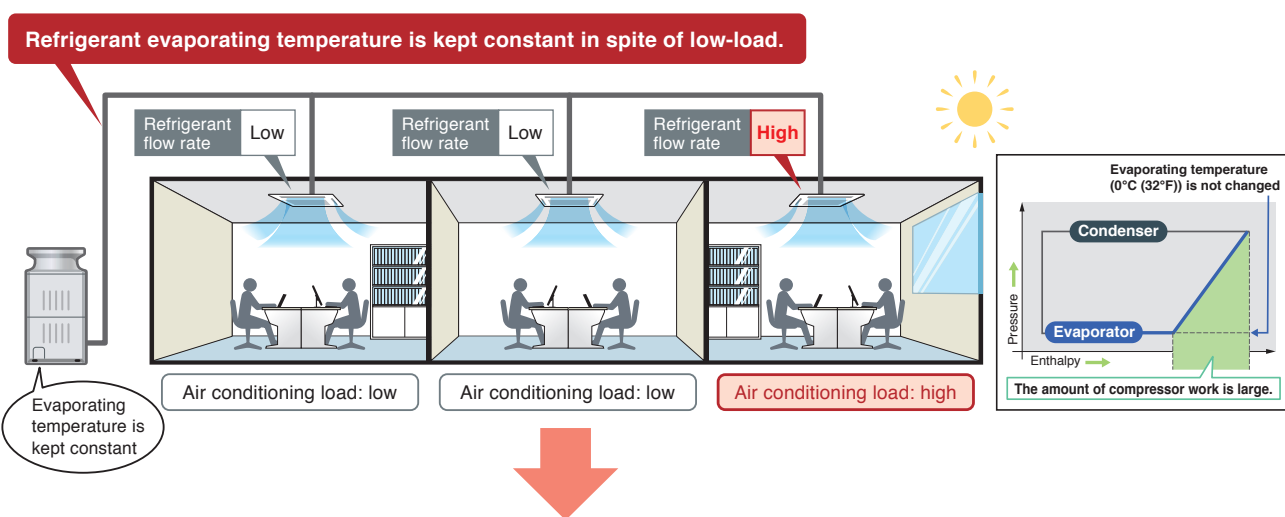 Refrigerant evaporating temperature is kept constant in spite of low-load.
Refrigerant
flow rate
Low
Refrigerant
flow rate
Low
Refrigerant
flow rate
High
Evaporating temperature
(0°C (32°F)) is not changed
Condenser
Evaporator
Pressure
Enthalpy
The amount of compressor work is large.
Air conditioning load: low
Air conditioning load: low
Air conditioning load: high
Evaporating
temperature is
kept constant